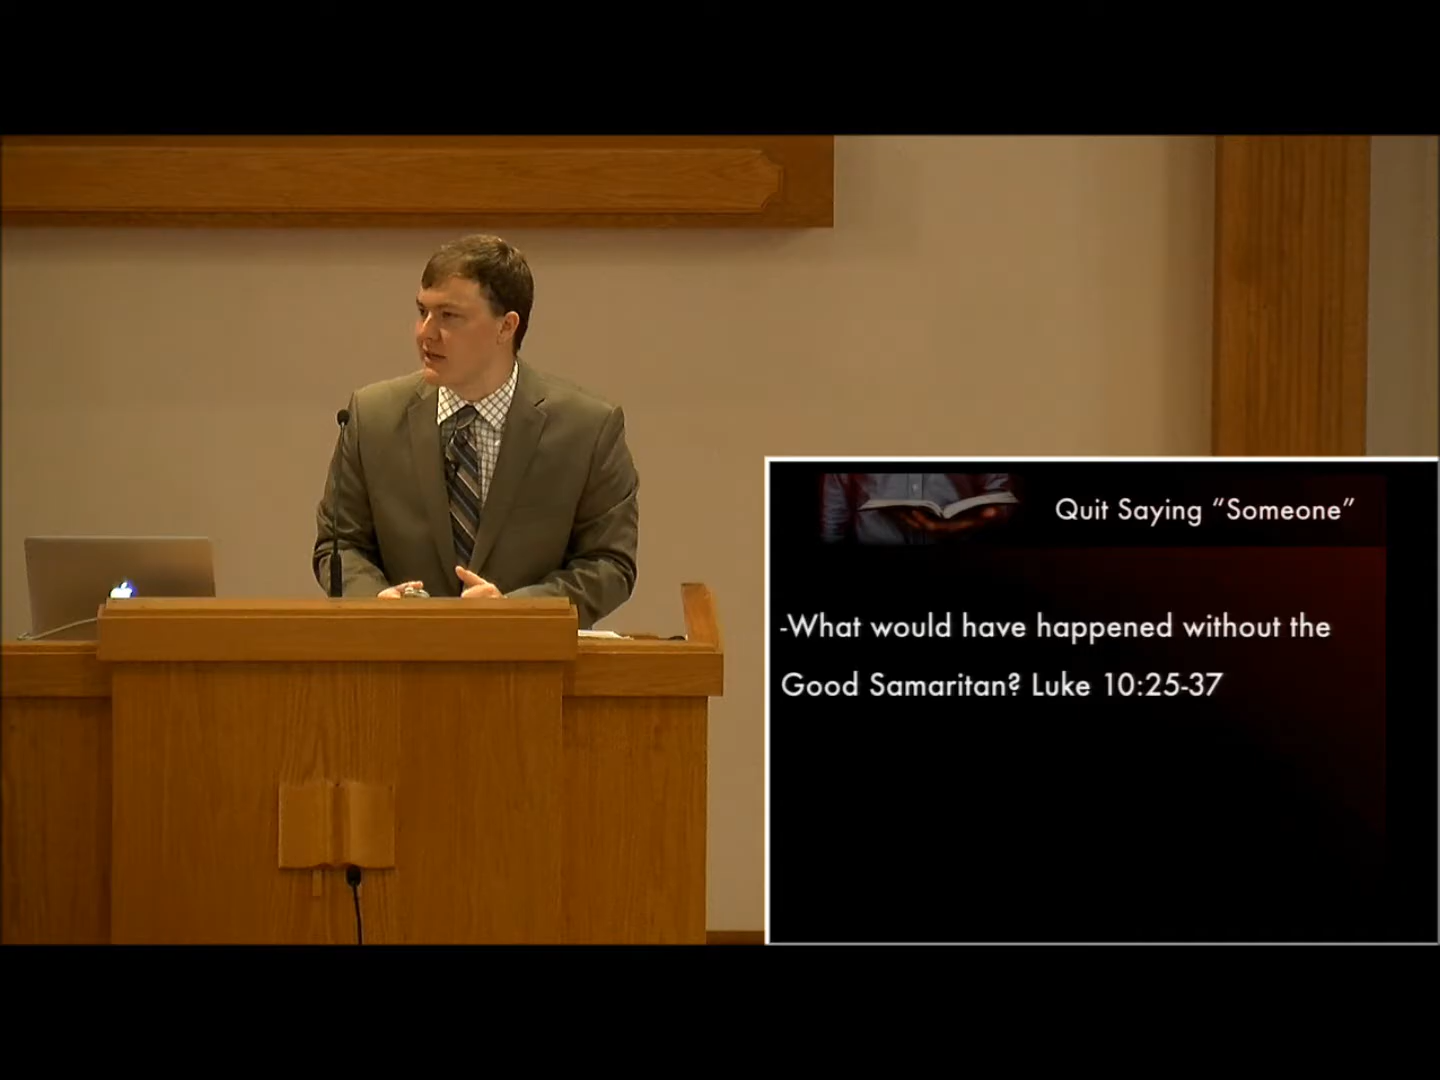 Quit Saying “Someone”
-What would have happened without the
Good Samaritan? Luke 10:25-37